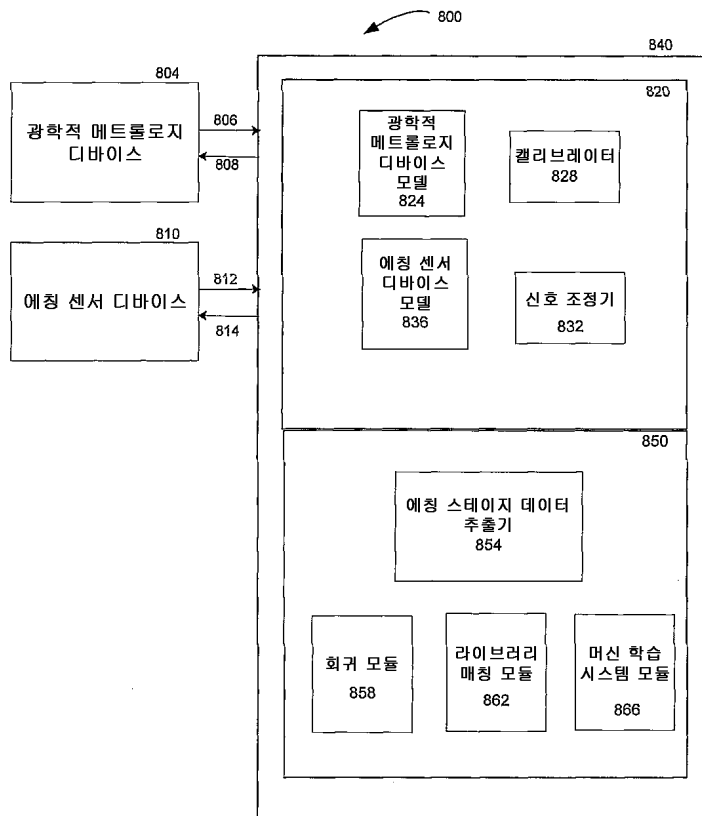 800
840
804
광학적 메트롤로지
디바이스
806
808
810
에칭 센서 디바이스
812
814
820
광학적
메트롤로지
디바이스
모델
824
캘리브레이터
828
에칭 센서
디바이스
모델
836
신호 조정기
832
850
에칭 스테이지 데이터
추출기
854
회귀 모듈
858
라이브러리
매칭 모듈
862
머신 학습
시스템 모듈
866